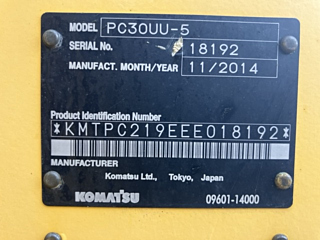 MODEL PC30UU-5
SERIAL No. 18192
MANUFACT. MONTH/YEAR 11/2014
Product Identification Number
*KMTPC219EEE018192*
MANUFACTURER
Komatsu Ltd. Tokyo, Japan
KOMATSU 09601-14000